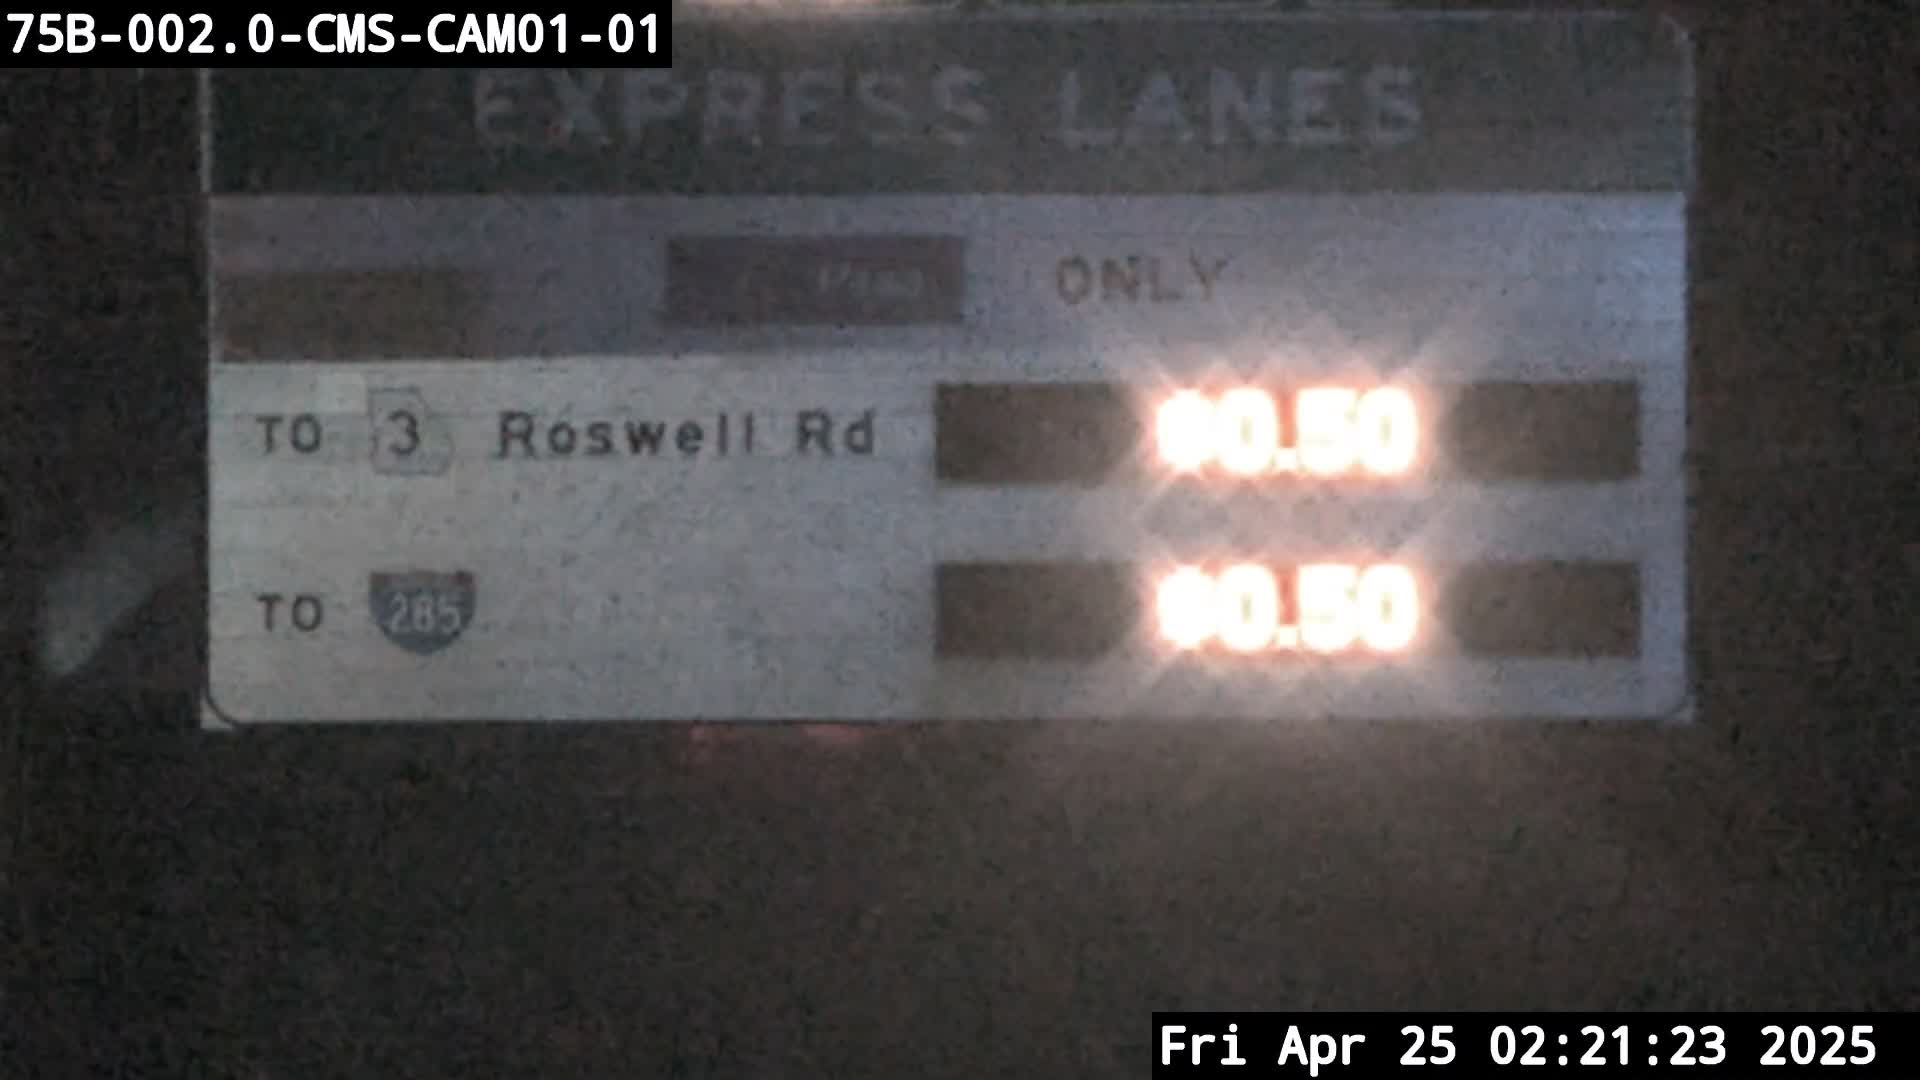 75B-002.0-CMS-CAM01-01
EXPRESS LANES
Pass ONLY
TO 3 Roswell Rd $0.50
TO 285 $0.50
Fri Apr 25 02:21:23 2025